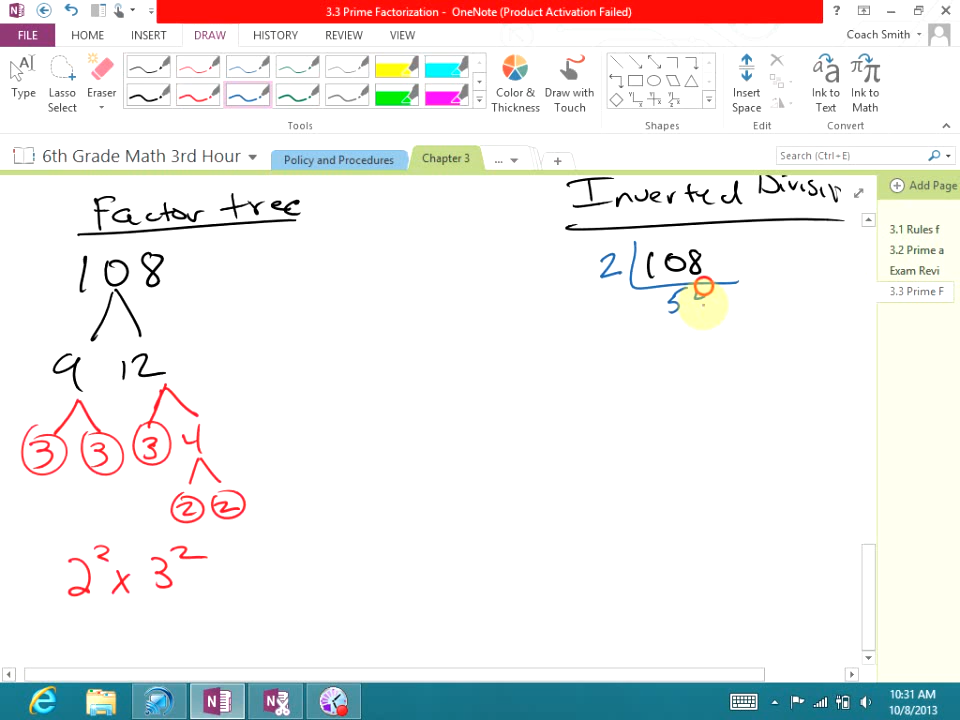 3.3 Prime Factorization - OneNote (Product Activation Failed)
FILE HOME INSERT DRAW HISTORY REVIEW VIEW Coach Smith
Type Lasso Select Eraser Color & Thickness Draw with Touch Insert Space Ink to Text Ink to Math
Tools Shapes Edit Convert
6th Grade Math 3rd Hour Policy and Procedures Chapter 3 ... Search (Ctrl+E)
Add Page
3.1 Rules f
3.2 Prime a
Exam Revi
3.3 Prime F
Factor tree
108
9 12
3 3 3 4
2 2
2² x 3²
Inverted Divisi
2 108
5
10:31 AM
10/8/2013